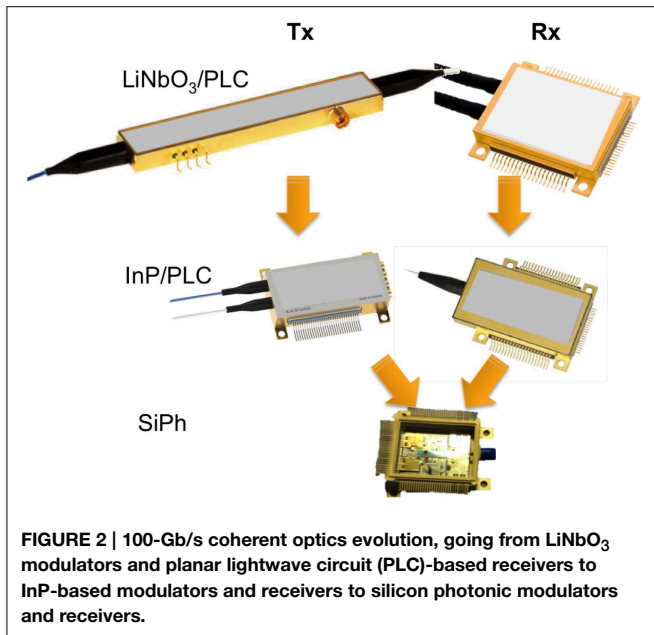 Tx Rx
LiNbO₃/PLC
InP/PLC
SiPh
FIGURE 2 | 100-Gb/s coherent optics evolution, going from LiNbO₃
modulators and planar lightwave circuit (PLC)-based receivers to
InP-based modulators and receivers to silicon photonic modulators
and receivers.